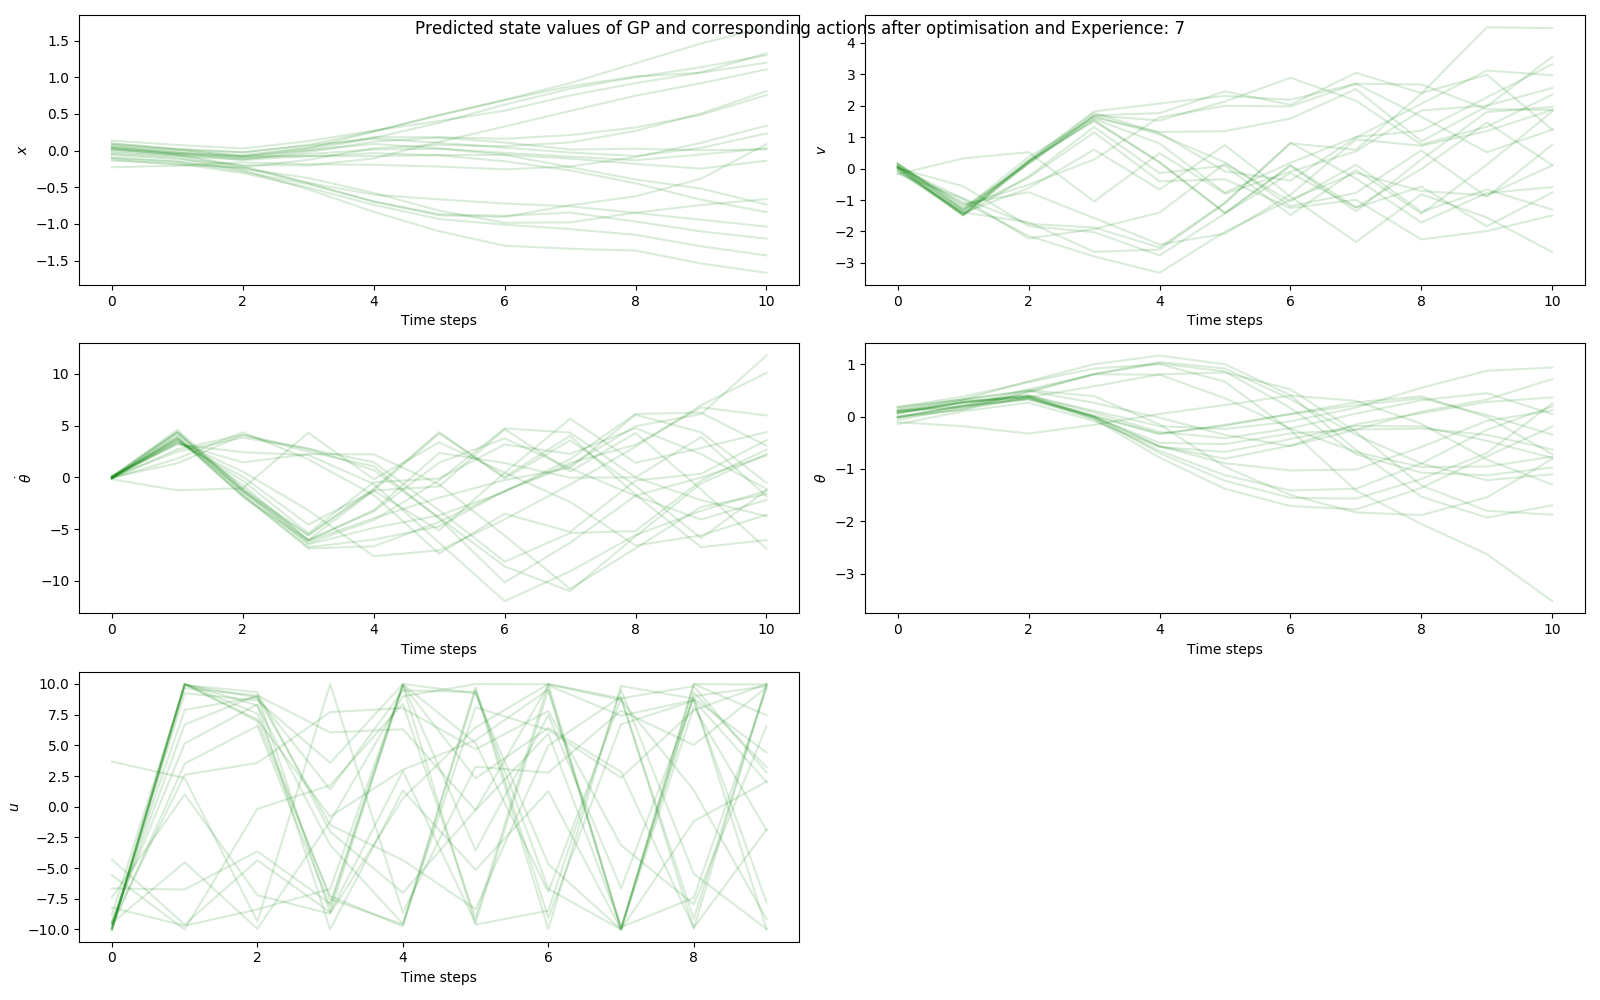 Predicted state values of GP and corresponding actions after optimisation and Experience: 7
1.5
1.0
0.5
0.0
−0.5
−1.0
−1.5
x
0 2 4 6 8 10
Time steps
4
3
2
1
0
−1
−2
−3
v
0 2 4 6 8 10
Time steps
10
5
0
−5
−10
θ̇
0 2 4 6 8 10
Time steps
1
0
−1
−2
−3
θ
0 2 4 6 8 10
Time steps
10.0
7.5
5.0
2.5
0.0
−2.5
−5.0
−7.5
−10.0
u
0 2 4 6 8
Time steps